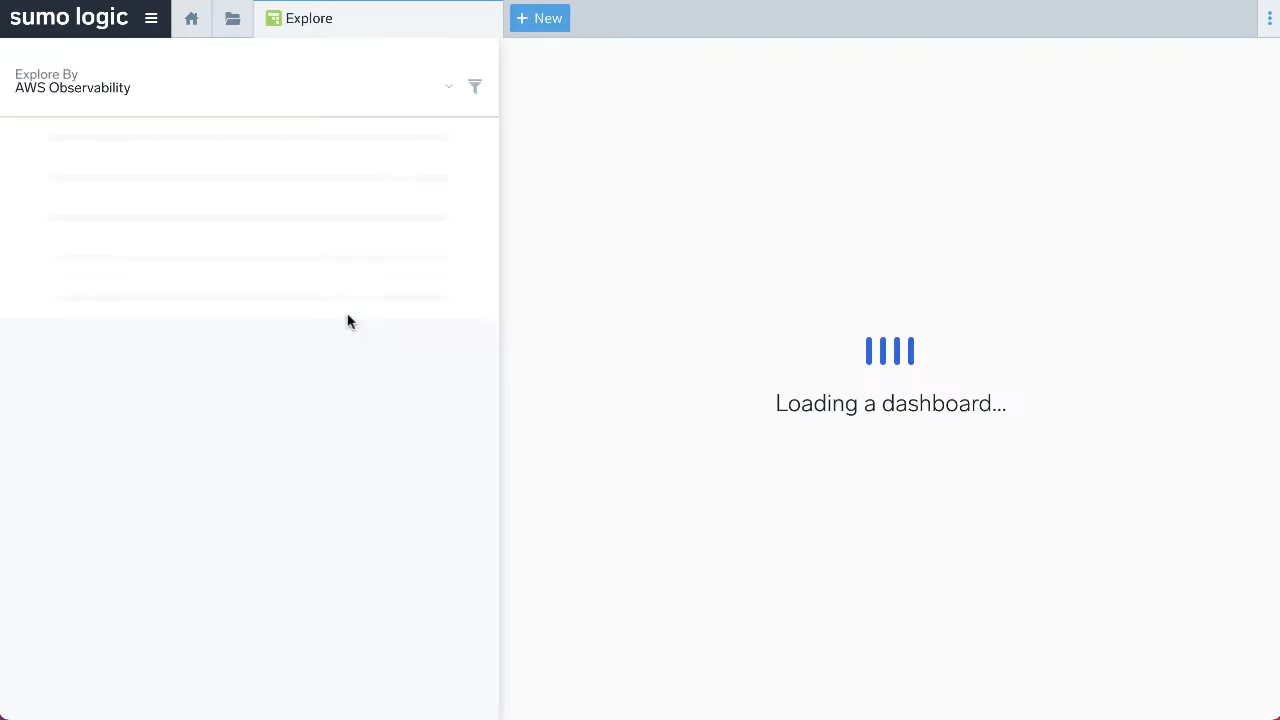 sumo logic
Explore
+ New
Explore By
AWS Observability
Loading a dashboard...